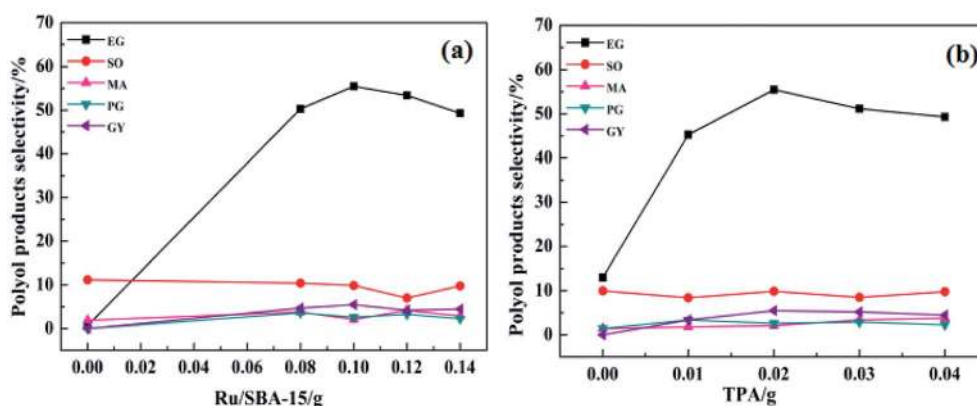 (a)
EG
SO
MA
PG
GY
Polyol products selectivity/%
70
60
50
40
30
20
10
0
0.00 0.02 0.04 0.06 0.08 0.10 0.12 0.14
Ru/SBA-15/g
(b)
EG
SO
MA
PG
GY
Polyol products selectivity/%
70
60
50
40
30
20
10
0
0.00 0.01 0.02 0.03 0.04
TPA/g